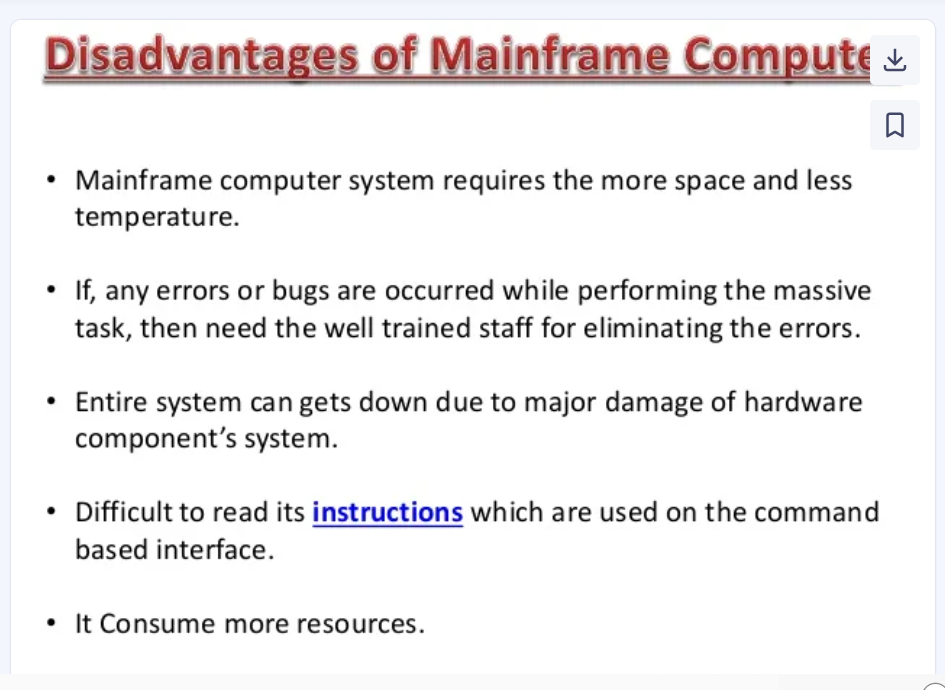 Disadvantages of Mainframe Compute
• Mainframe computer system requires the more space and less
temperature.
• If, any errors or bugs are occurred while performing the massive
task, then need the well trained staff for eliminating the errors.
• Entire system can gets down due to major damage of hardware
component’s system.
• Difficult to read its instructions which are used on the command
based interface.
• It Consume more resources.